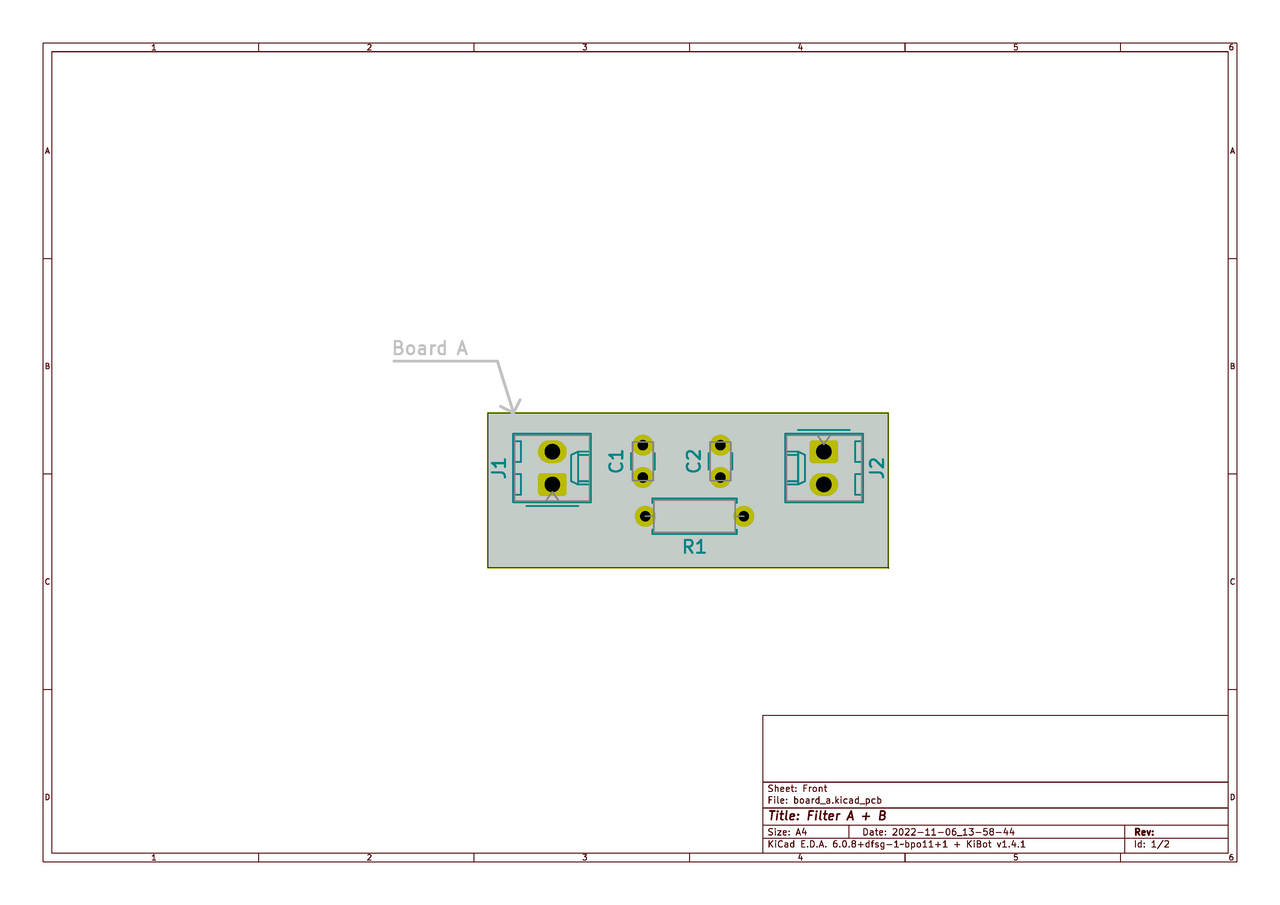 1 2 3 4 5 6
A A
Board A
B B
J1 C1 C2 J2
R1
C C
Sheet: Front
File: board_a.kicad_pcb
D D
Title: Filter A + B
Size: A4 Date: 2022-11-06_13-58-44 Rev:
KiCad E.D.A. 6.0.8+dfsg-1-bpo11+1 + KiBot v1.4.1 Id: 1/2
1 2 3 4 5 6